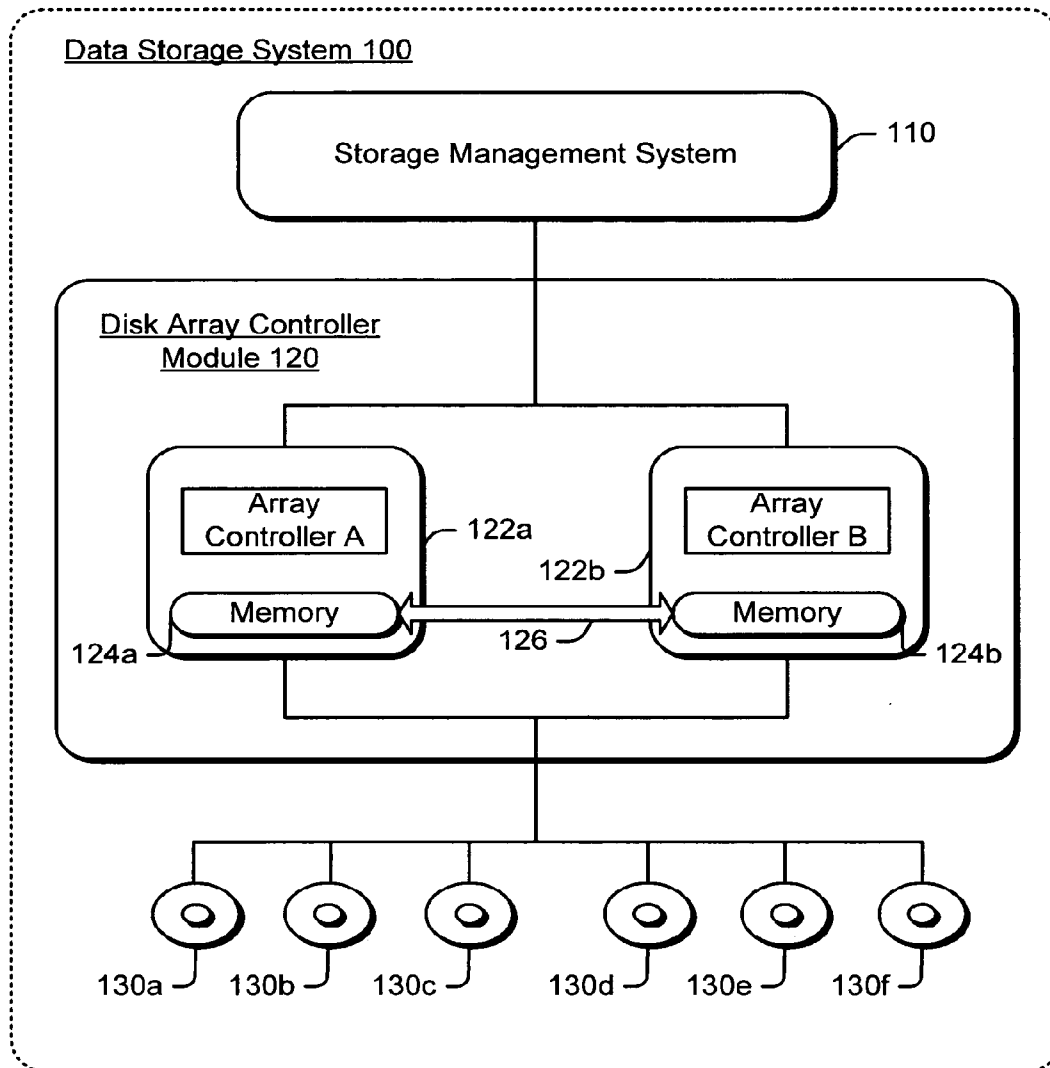 Data Storage System 100
Storage Management System
110
Disk Array Controller
Module 120
Array
Controller A
122a
Array
Controller B
122b
Memory
124a
126
Memory
124b
130a
130b
130c
130d
130e
130f